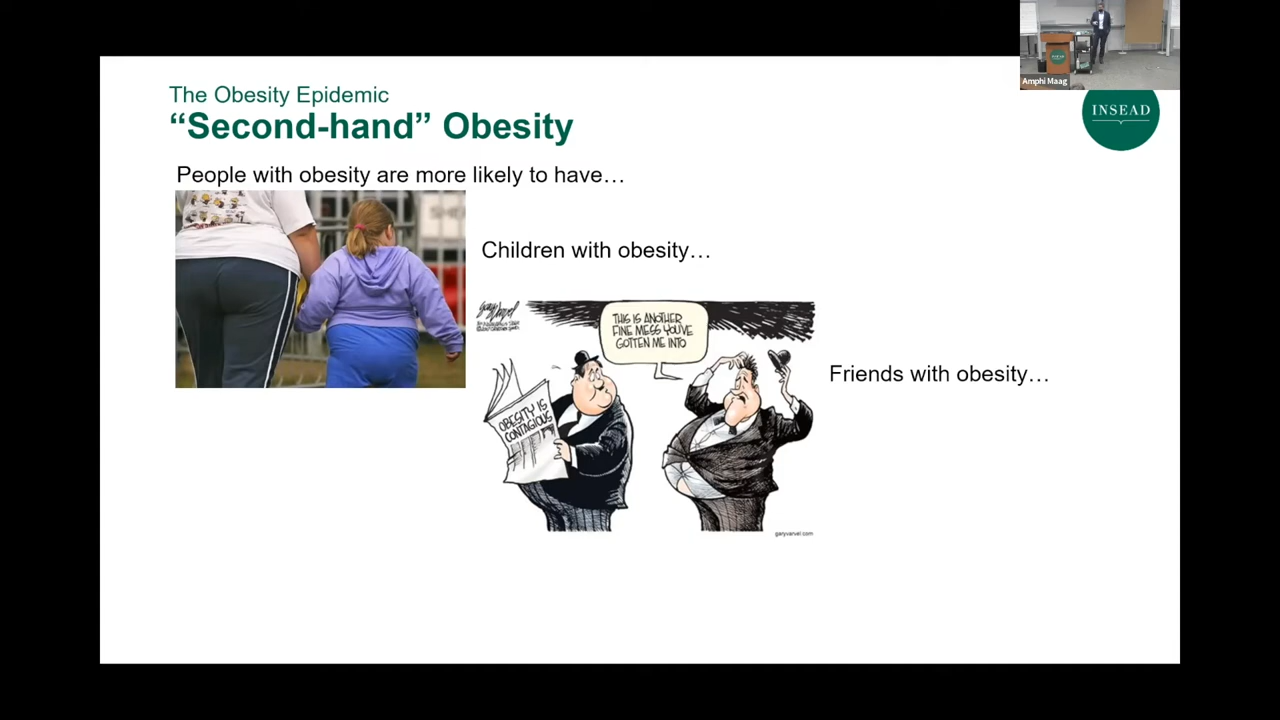 Amphi Maag
The Obesity Epidemic
“Second-hand” Obesity
INSEAD
People with obesity are more likely to have…
Children with obesity…
THIS IS ANOTHER
FINE MESS YOU'VE
GOTTEN ME INTO
OBESITY IS
CONTAGIOUS
Friends with obesity…
garyvarvel.com